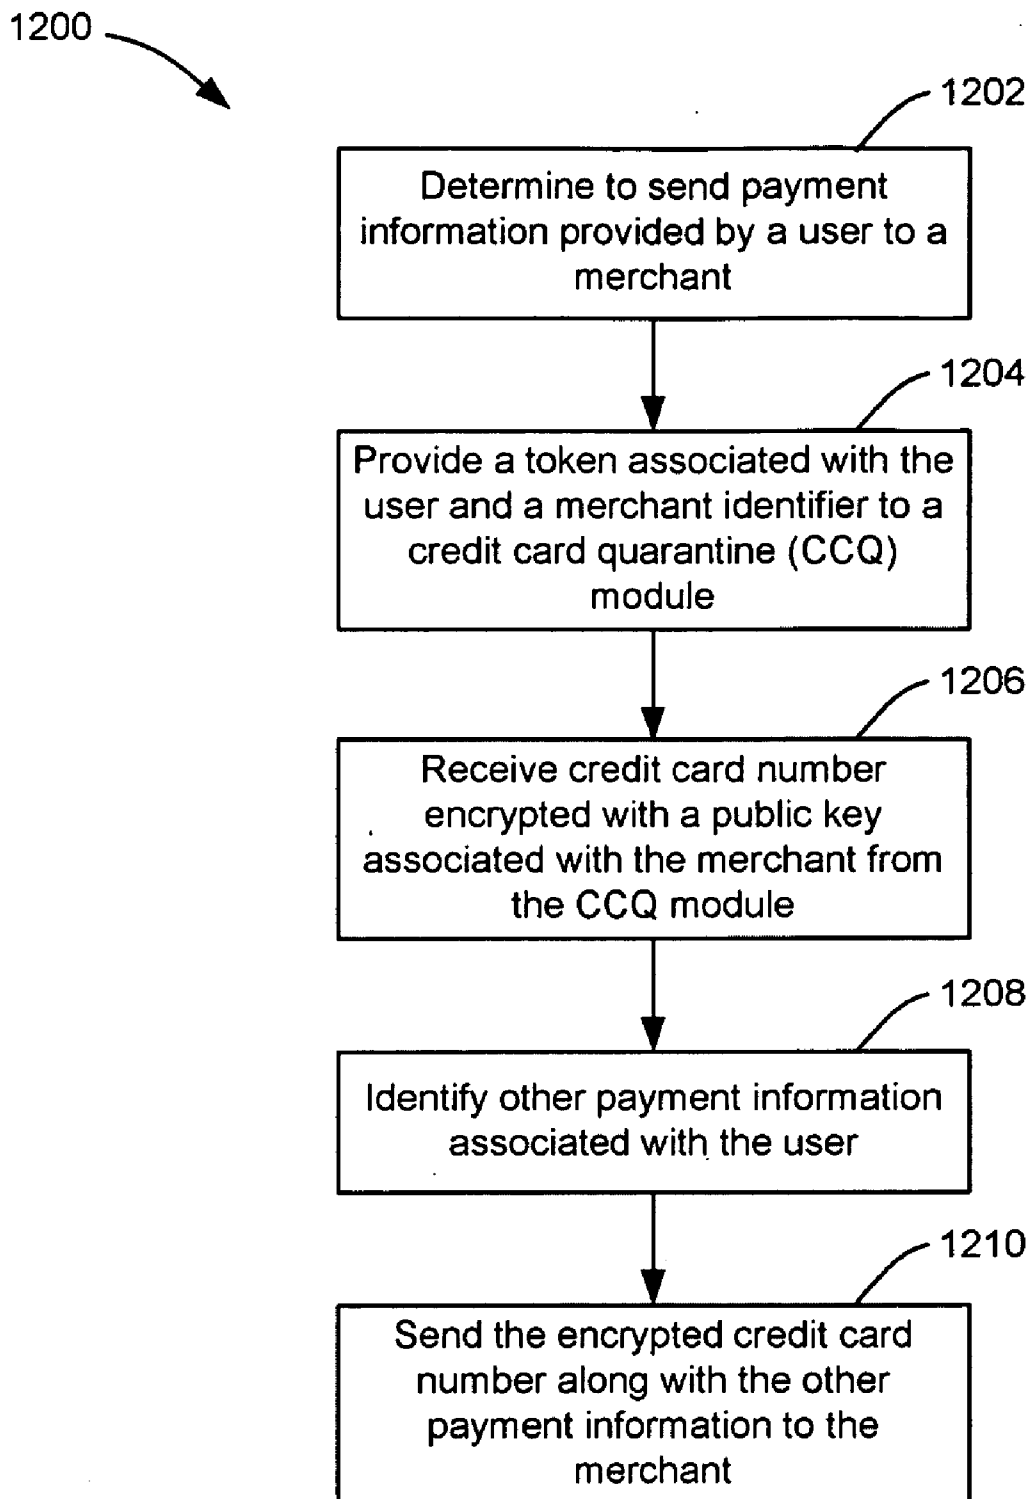 1200
1202
Determine to send payment
information provided by a user to a
merchant
1204
Provide a token associated with the
user and a merchant identifier to a
credit card quarantine (CCQ)
module
1206
Receive credit card number
encrypted with a public key
associated with the merchant from
the CCQ module
1208
Identify other payment information
associated with the user
1210
Send the encrypted credit card
number along with the other
payment information to the
merchant